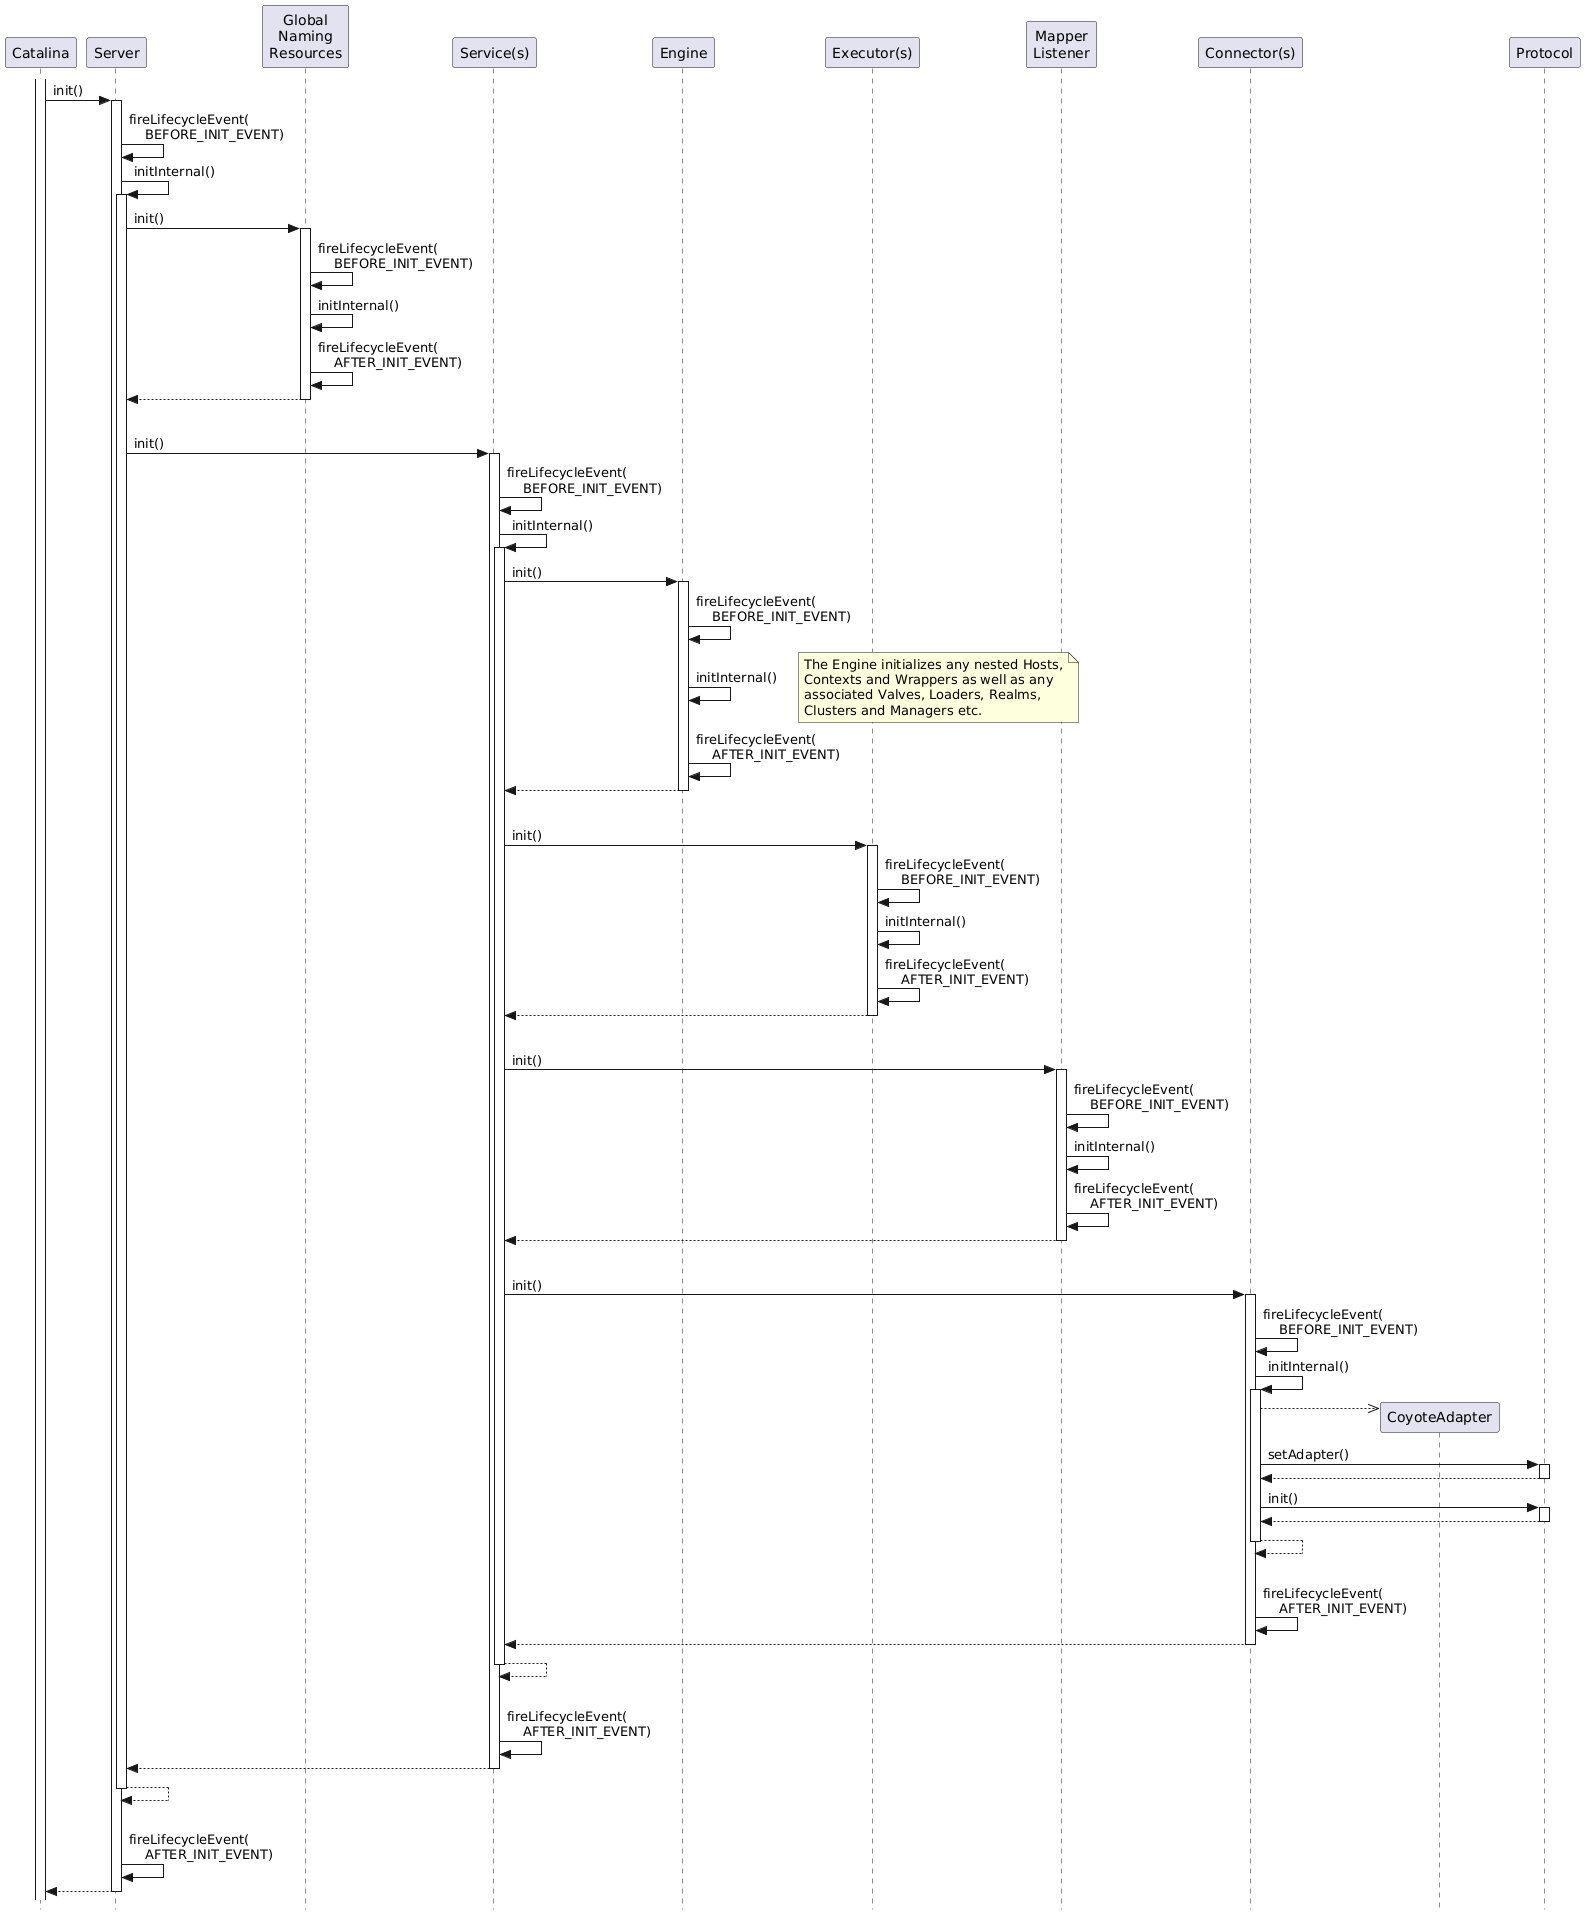 Global
Naming
Resources
Mapper
Listener
Catalina
Server
Service(s)
Engine
Executor(s)
Connector(s)
Protocol
init()
fireLifecycleEvent(
BEFORE_INIT_EVENT)
initInternal()
init()
fireLifecycleEvent(
BEFORE_INIT_EVENT)
initInternal()
fireLifecycleEvent(
AFTER_INIT_EVENT)
init()
fireLifecycleEvent(
BEFORE_INIT_EVENT)
initInternal()
init()
fireLifecycleEvent(
BEFORE_INIT_EVENT)
initInternal()
The Engine initializes any nested Hosts,
Contexts and Wrappers as well as any
associated Valves, Loaders, Realms,
Clusters and Managers etc.
fireLifecycleEvent(
AFTER_INIT_EVENT)
init()
fireLifecycleEvent(
BEFORE_INIT_EVENT)
initInternal()
fireLifecycleEvent(
AFTER_INIT_EVENT)
init()
fireLifecycleEvent(
BEFORE_INIT_EVENT)
initInternal()
fireLifecycleEvent(
AFTER_INIT_EVENT)
init()
fireLifecycleEvent(
BEFORE_INIT_EVENT)
initInternal()
CoyoteAdapter
setAdapter()
init()
fireLifecycleEvent(
AFTER_INIT_EVENT)
fireLifecycleEvent(
AFTER_INIT_EVENT)
fireLifecycleEvent(
AFTER_INIT_EVENT)